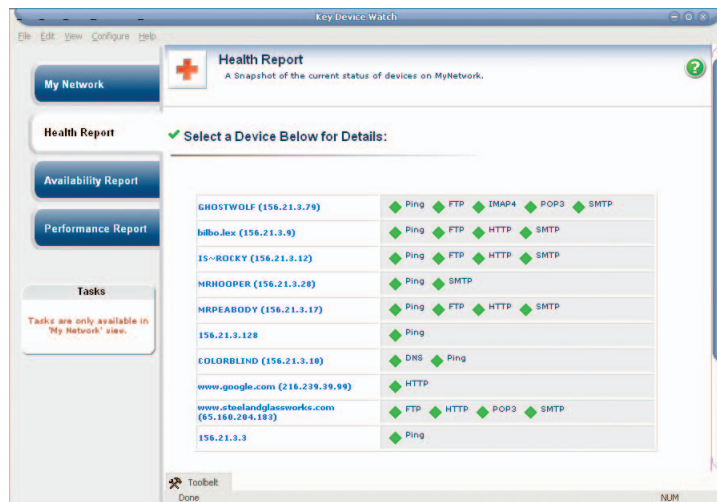 Key Device Watch
File Edit View Configure Help
Health Report
A Snapshot of the current status of devices on MyNetwork.
My Network
Health Report
Availability Report
Performance Report
Tasks
Tasks are only available in
'My Network' view.
Select a Device Below for Details:
GHOSTWOLF (156.21.3.79) Ping FTP IMAP4 POP3 SMTP
bilbo.lex (156.21.3.9) Ping FTP HTTP SMTP
IS~ROCKY (156.21.3.12) Ping FTP HTTP SMTP
MRHOOPER (156.21.3.28) Ping SMTP
MRPEABODY (156.21.3.17) Ping FTP HTTP SMTP
156.21.3.128 Ping
COLORBLIND (156.21.3.10) DNS Ping
www.google.com (216.239.39.99) HTTP
www.steelandglassworks.com
(65.160.204.183) FTP HTTP POP3 SMTP
156.21.3.3 Ping
Toolbelt
Done NUM